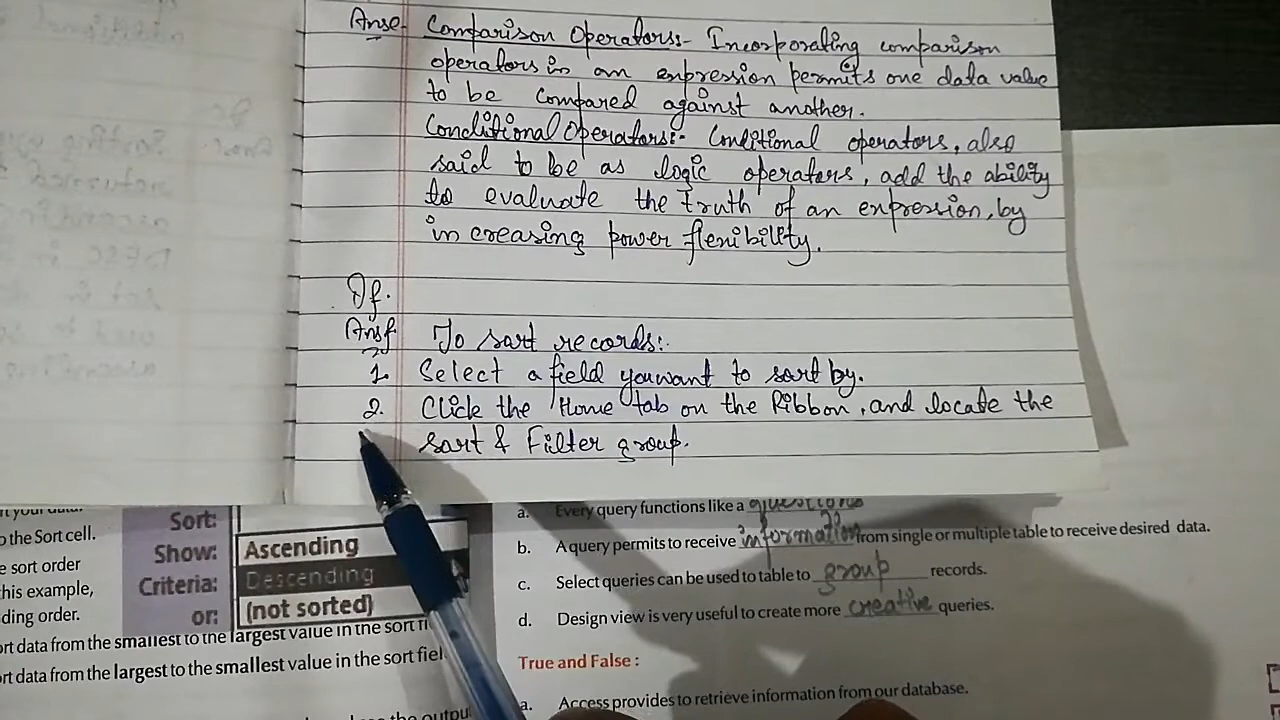 Anse. Comparison Operators:- Incorporating comparison
operators in an expression permits one data value
to be compared against another.
Conditional Operators:- Conditional operators, also
said to be as logic operators, add the ability
to evaluate the truth of an expression, by
in creasing power flexibility.
Qf.
Ansf To sort records:
1. Select a field you want to sort by.
2. Click the Home tab on the Ribbon, and locate the
sort & Filter group.
o the Sort cell.
e sort order
his example,
ding order.
Sort:
Show:
Criteria:
or:
Ascending
Descending
(not sorted)
rt data from the smallest to the largest value in the sort fi
rt data from the largest to the smallest value in the sort fiel
a. Every query functions like a questions
b. A query permits to receive information from single or multiple table to receive desired data.
c. Select queries can be used to table to group records.
d. Design view is very useful to create more creative queries.
True and False :
a. Access provides to retrieve information from our database.